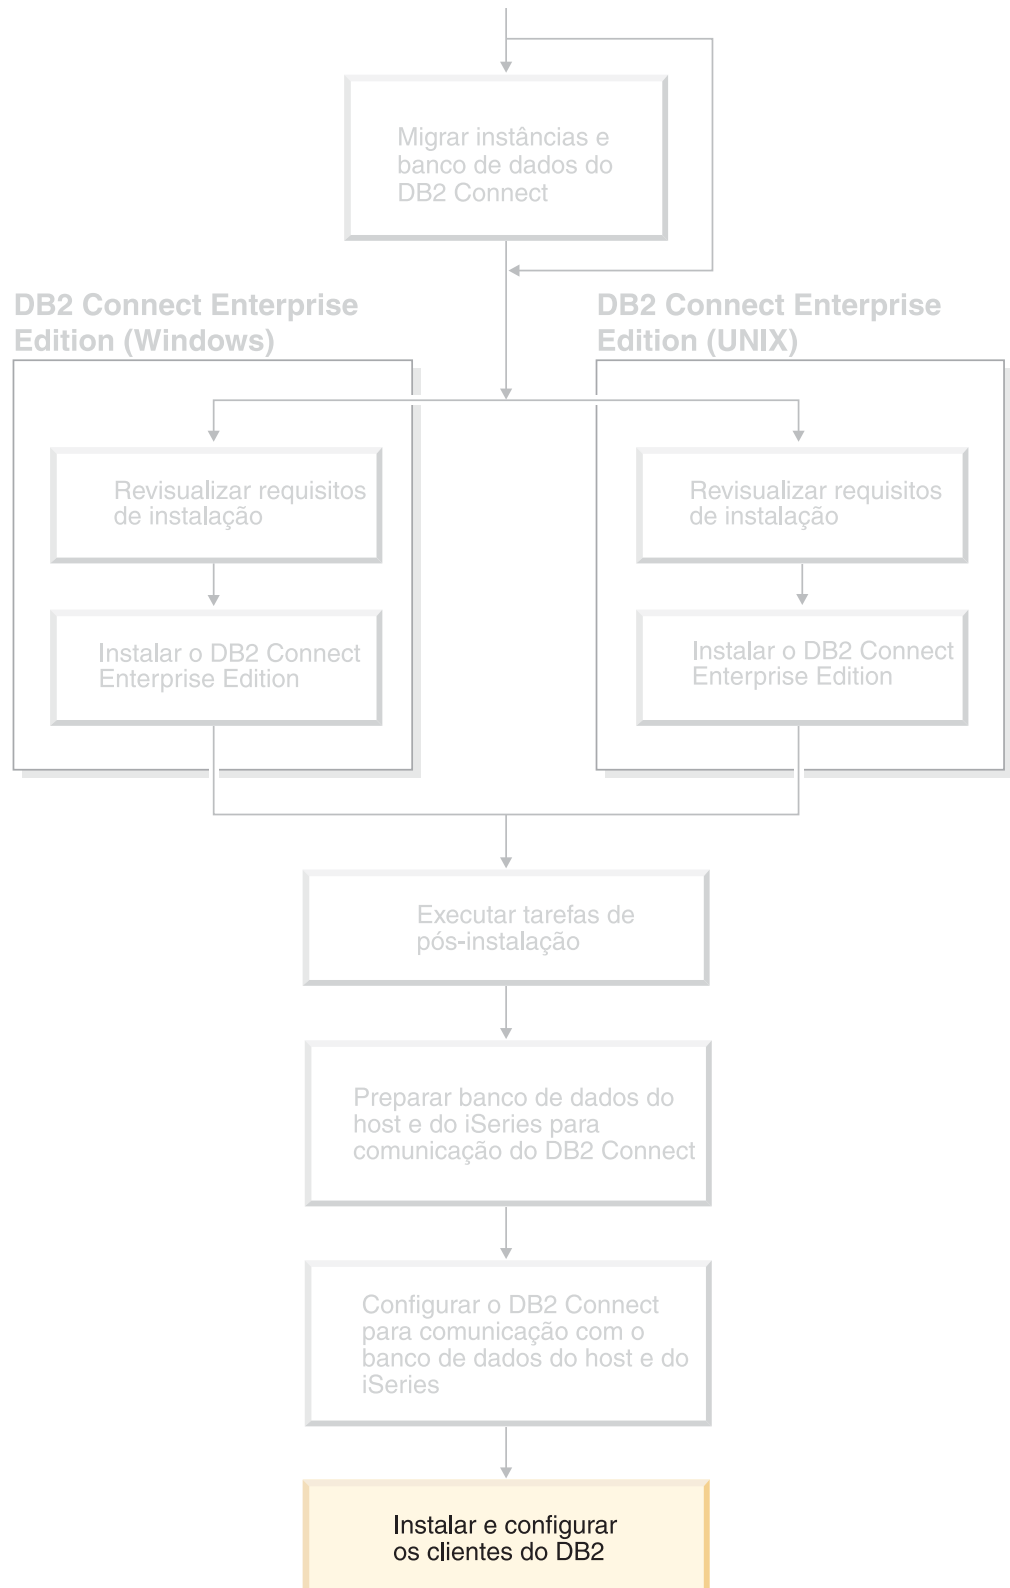 Migrar instâncias e
banco de dados do
DB2 Connect
DB2 Connect Enterprise
Edition (Windows)
DB2 Connect Enterprise
Edition (UNIX)
Revisualizar requisitos
de instalação
Revisualizar requisitos
de instalação
Instalar o DB2 Connect
Enterprise Edition
Instalar o DB2 Connect
Enterprise Edition
Executar tarefas de
pós-instalação
Preparar banco de dados do
host e do iSeries para
comunicação do DB2 Connect
Configurar o DB2 Connect
para comunicação com o
banco de dados do host e do
iSeries
Instalar e configurar
os clientes do DB2